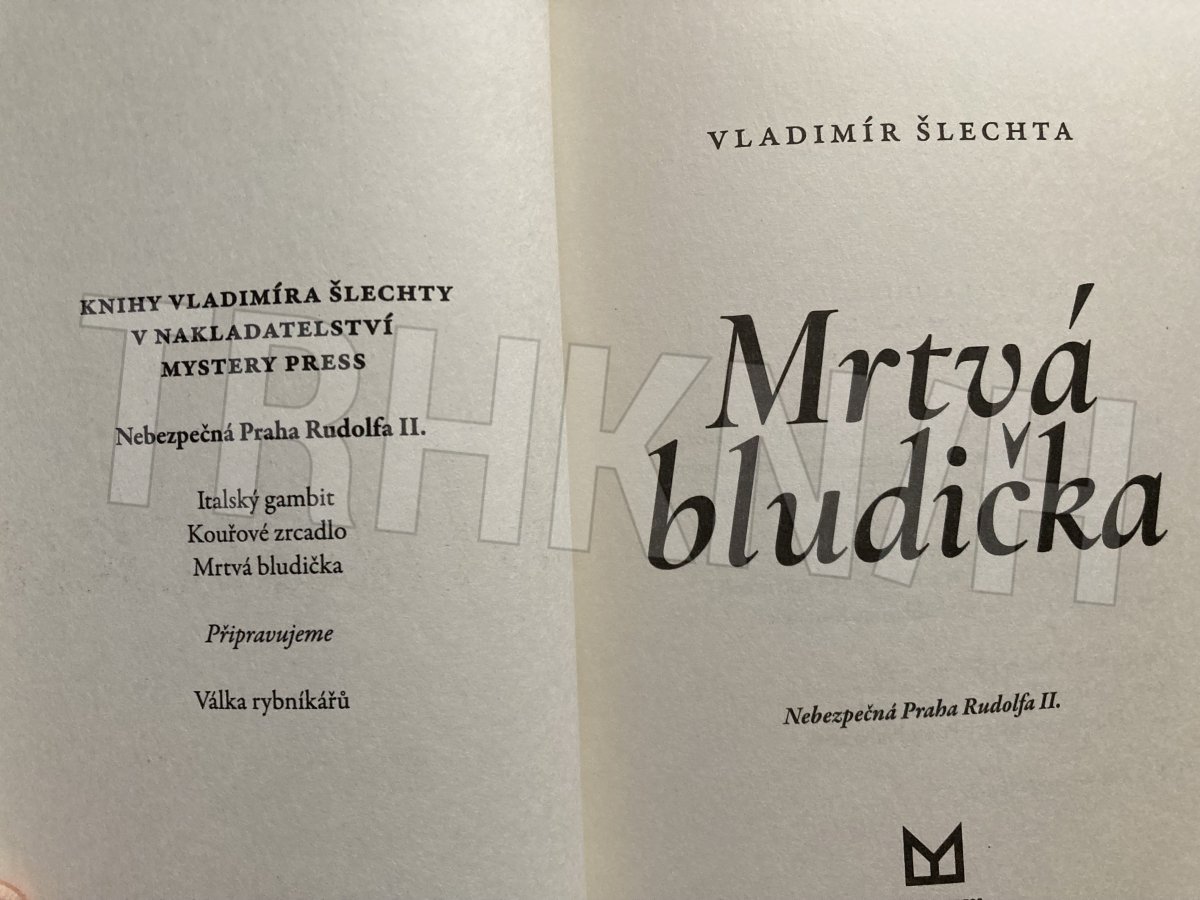 KNIHY VLADIMÍRA ŠLECHTY
V NAKLADATELSTVÍ
MYSTERY PRESS
Nebezpečná Praha Rudolfa II.
Italský gambit
Kouřové zrcadlo
Mrtvá bludička
Připravujeme
Válka rybníkářů
VLADIMÍR ŠLECHTA
Mrtvá
bludička
Nebezpečná Praha Rudolfa II.
TRHKNIH